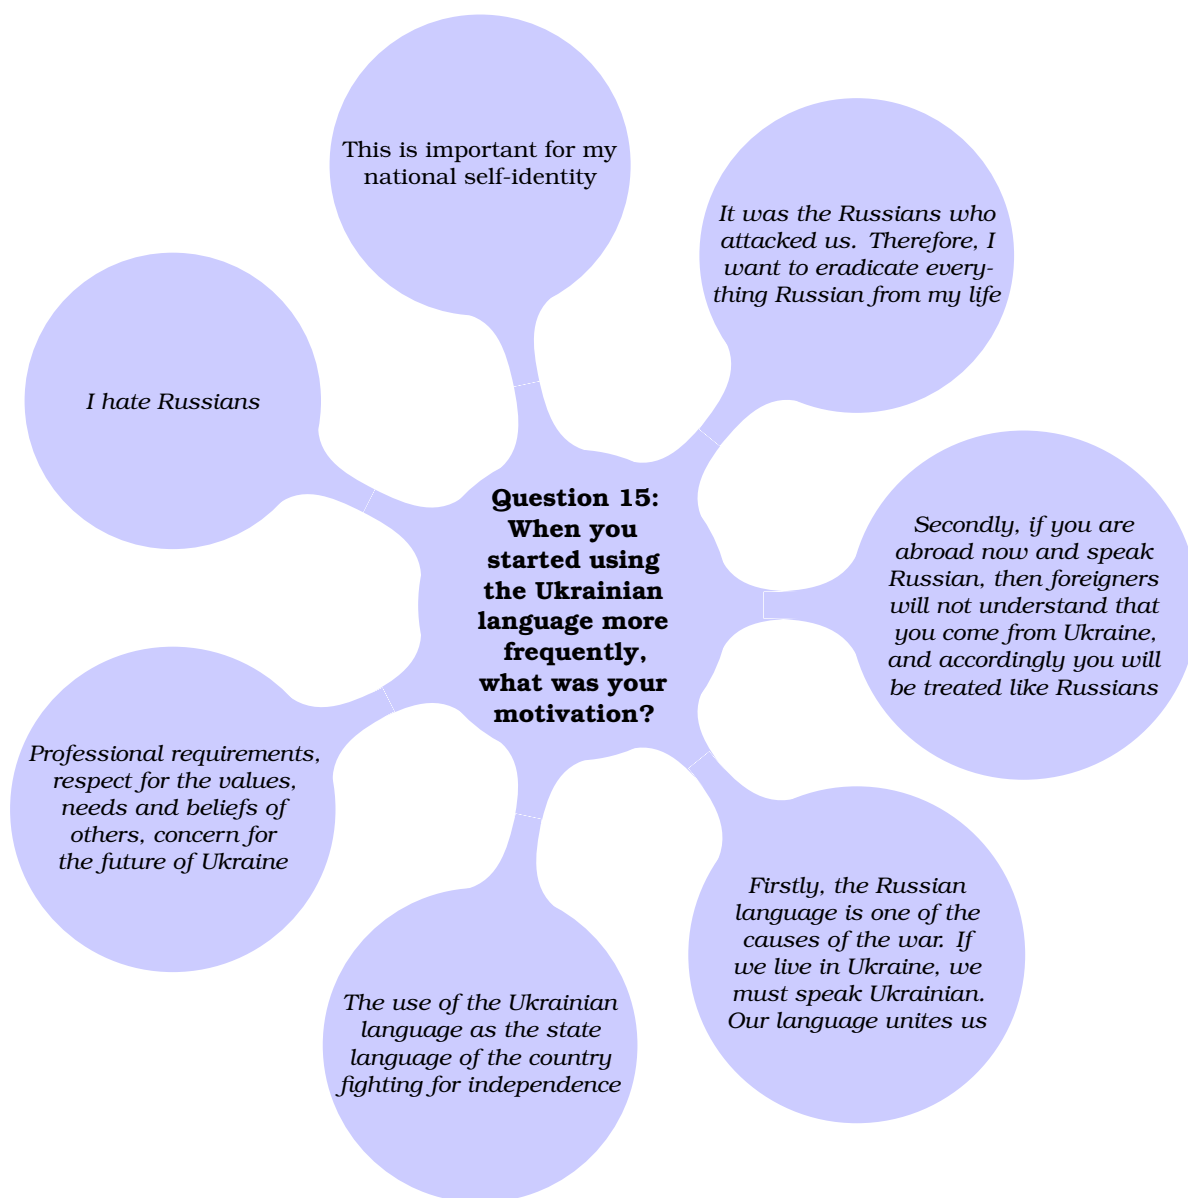 This is important for my
national self-identity
It was the Russians who
attacked us. Therefore, I
want to eradicate every-
thing Russian from my life
I hate Russians
Question 15:
When you
started using
the Ukrainian
language more
frequently,
what was your
motivation?
Secondly, if you are
abroad now and speak
Russian, then foreigners
will not understand that
you come from Ukraine,
and accordingly you will
be treated like Russians
Professional requirements,
respect for the values,
needs and beliefs of
others, concern for
the future of Ukraine
Firstly, the Russian
language is one of the
causes of the war. If
we live in Ukraine, we
must speak Ukrainian.
Our language unites us
The use of the Ukrainian
language as the state
language of the country
fighting for independence